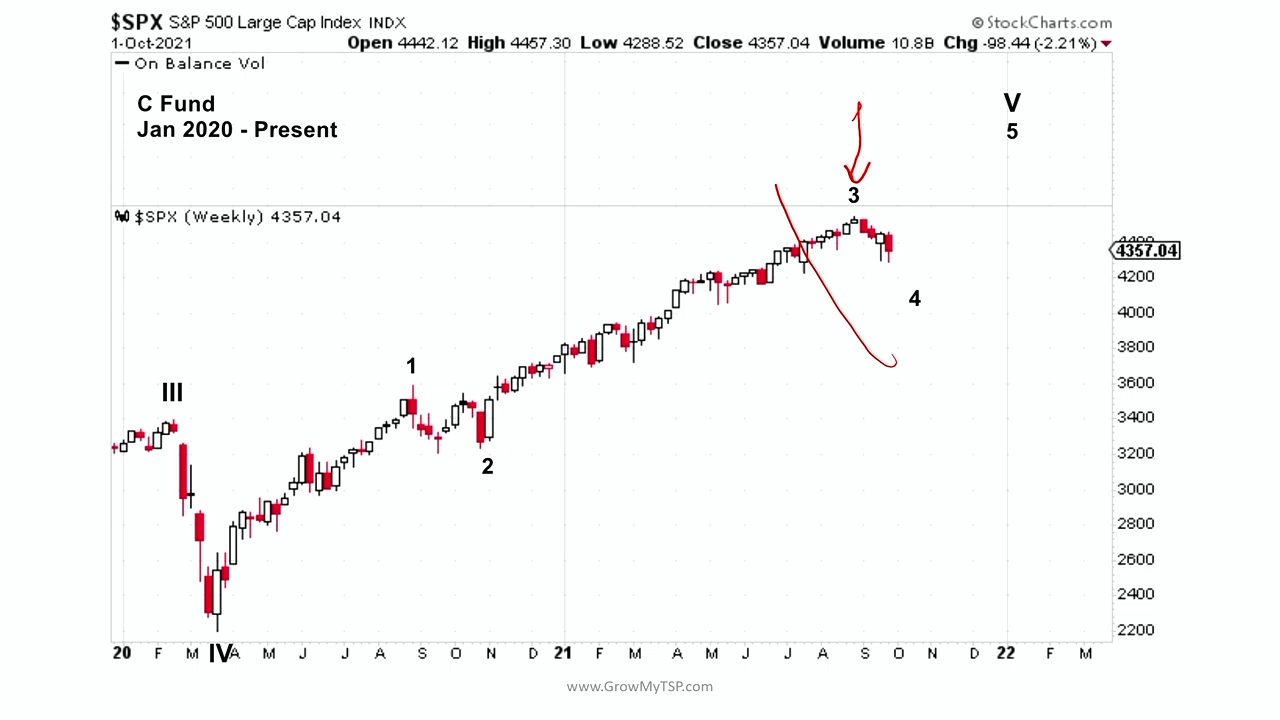 $SPX S&P 500 Large Cap Index INDX
© StockCharts.com
1-Oct-2021
Open 4442.12 High 4457.30 Low 4288.52 Close 4357.04 Volume 10.8B Chg -98.44 (-2.21%)
On Balance Vol
C Fund
Jan 2020 - Present
V
5
3
$SPX (Weekly) 4357.04
4400
4357.04
4200
4
4000
3800
1
3600
III
3400
2
3200
3000
2800
2600
2400
2200
IV
20 F M A M J J A S O N D 21 F M A M J J A S O N D 22 F M
www.GrowMyTSP.com